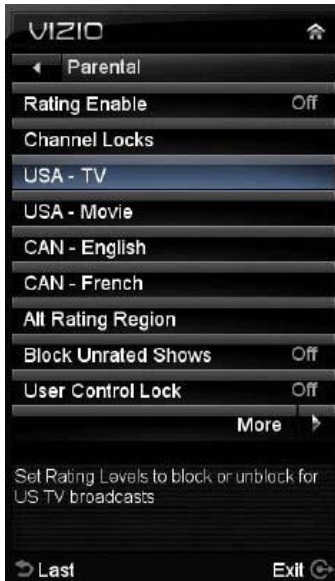 VIZIO
Parental
Rating Enable Off
Channel Locks
USA - TV
USA - Movie
CAN - English
CAN - French
Alt Rating Region
Block Unrated Shows Off
User Control Lock Off
More
Set Rating Levels to block or unblock for
US TV broadcasts
Last Exit